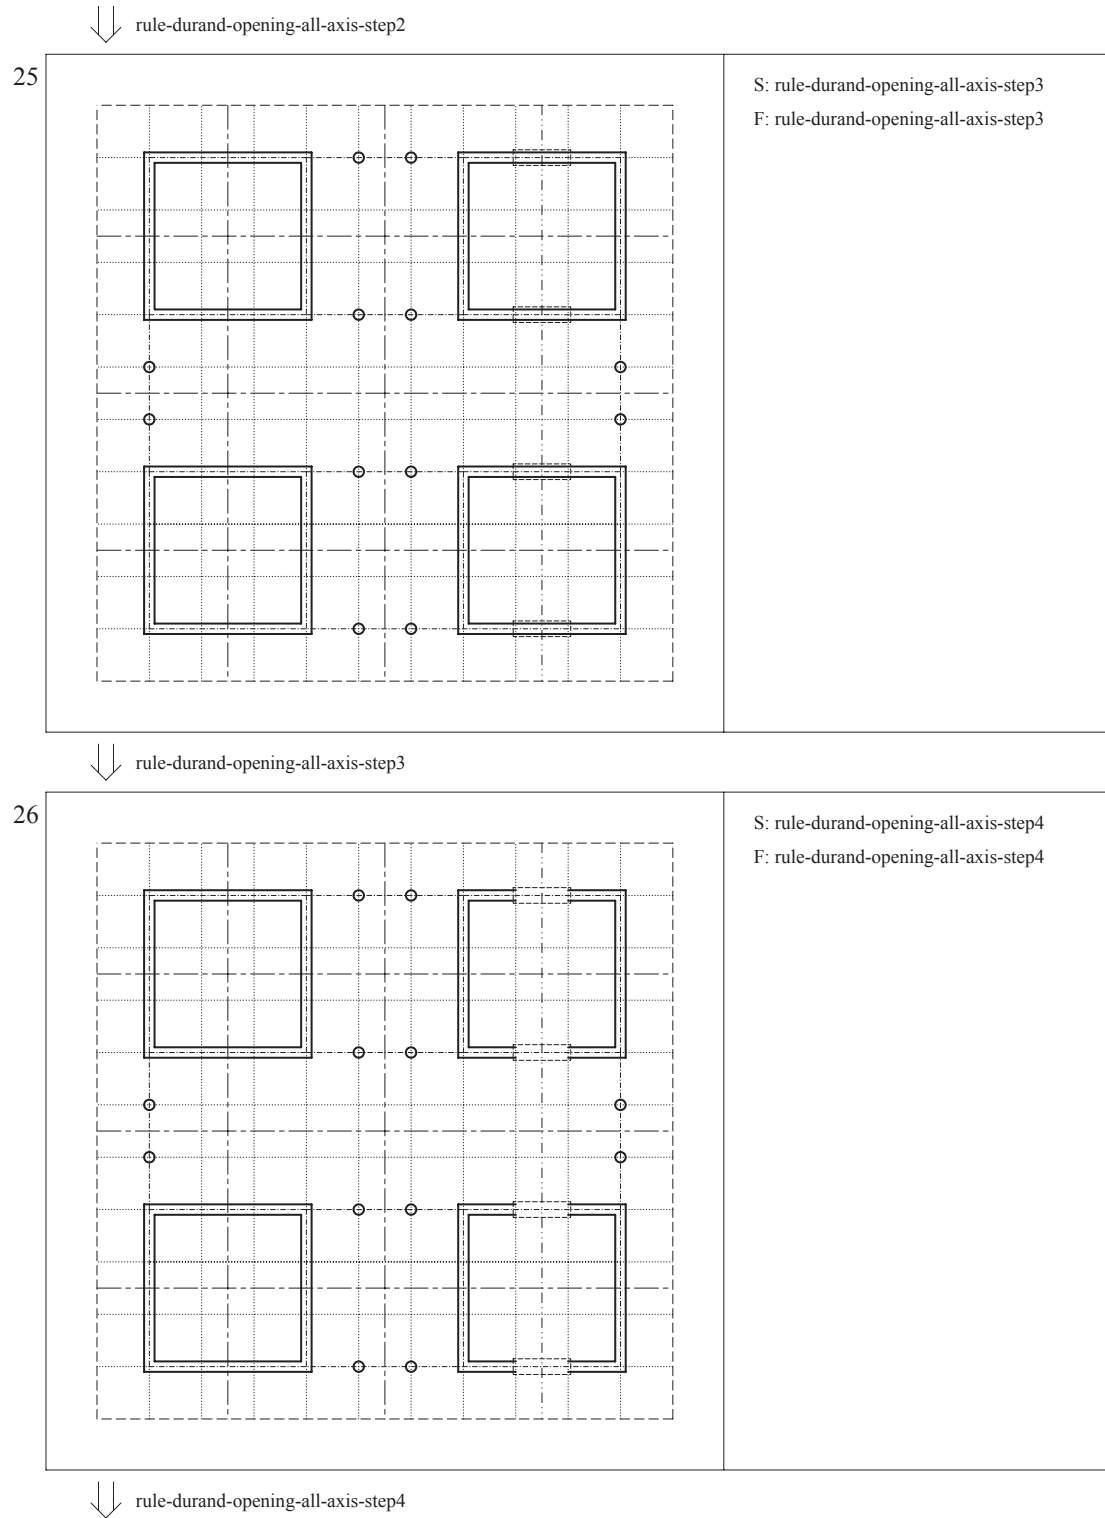 rule-durand-opening-all-axis-step2
25
S: rule-durand-opening-all-axis-step3
F: rule-durand-opening-all-axis-step3
rule-durand-opening-all-axis-step3
26
S: rule-durand-opening-all-axis-step4
F: rule-durand-opening-all-axis-step4
rule-durand-opening-all-axis-step4